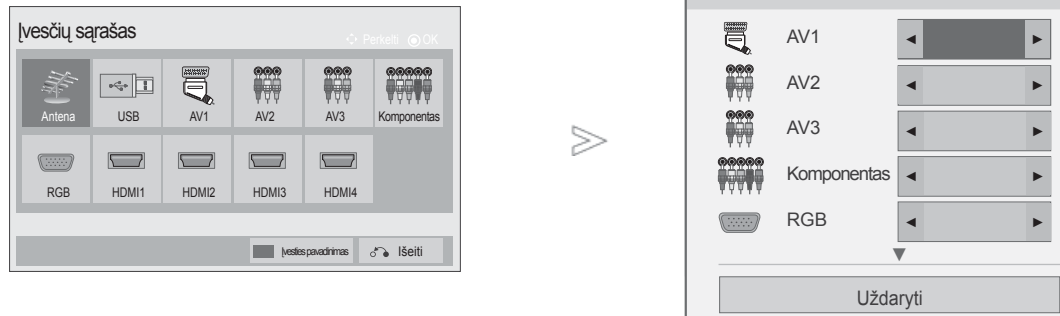 Įvesčių sąrašas
Perkelti OK
Antena USB AV1 AV2 AV3 Komponentas
RGB HDMI1 HDMI2 HDMI3 HDMI4
Įvesties pavadinimas Išeiti
AV1
AV2
AV3
Komponentas
RGB
Uždaryti